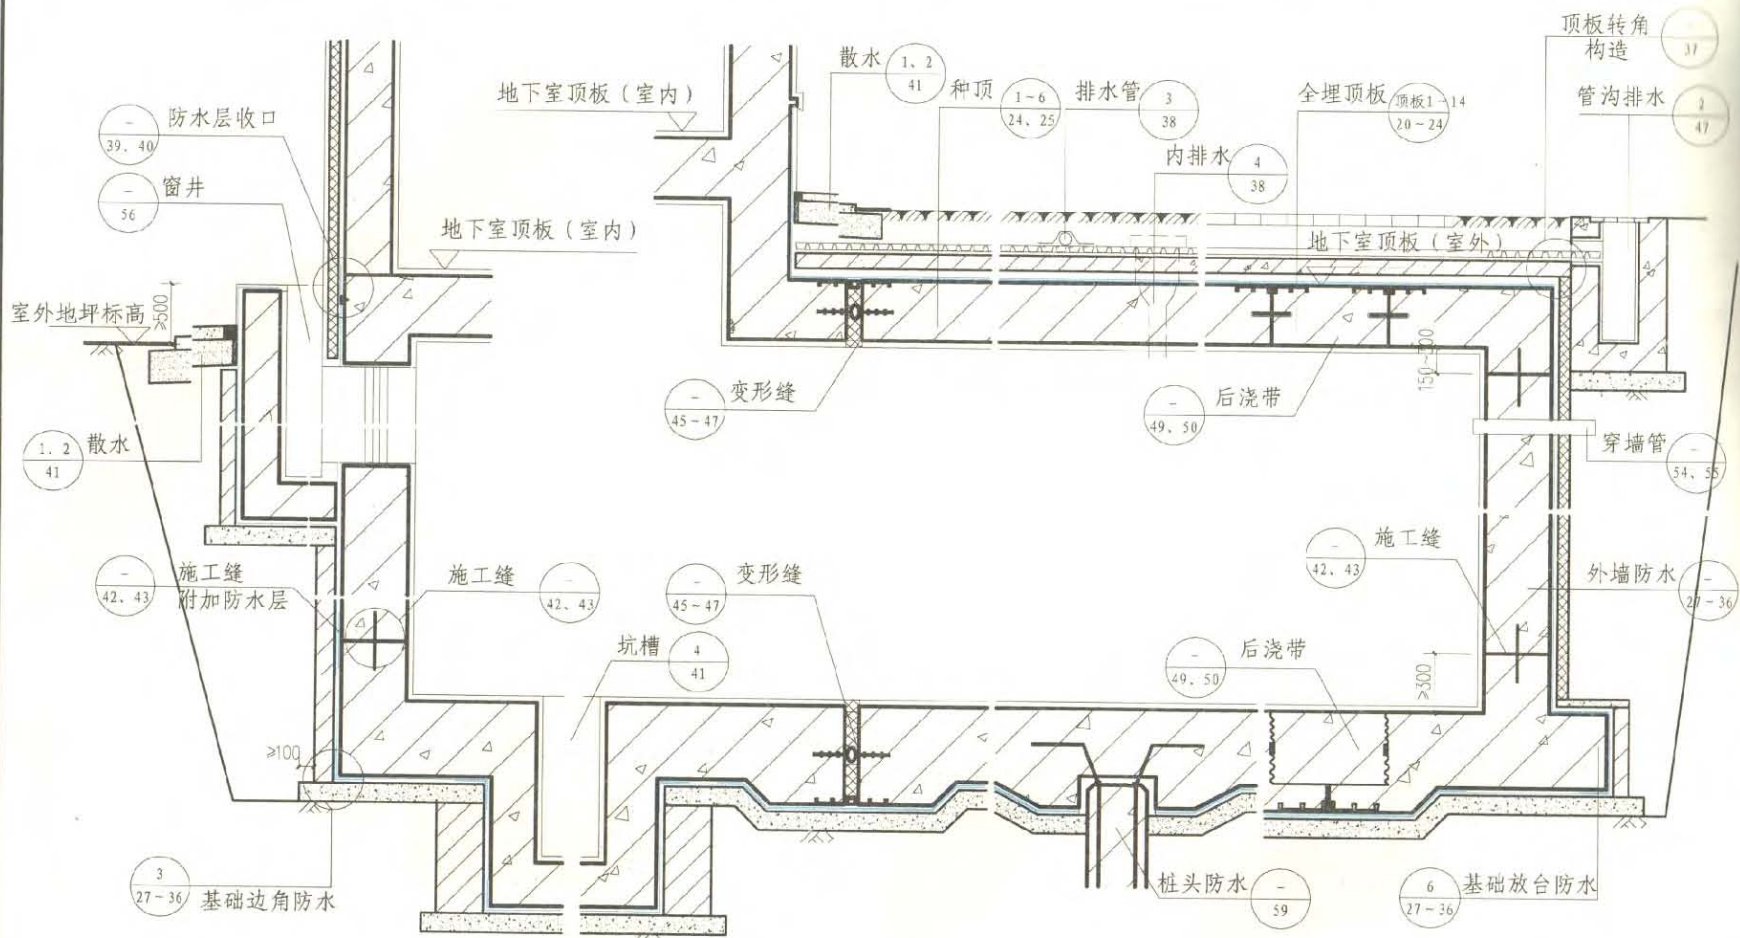 顶板转角
构造
-
37
散水
1、2
41
种顶
1~6
24、25
排水管
3
38
全埋顶板
顶板1~14
20~24
管沟排水
47
地下室顶板（室内）
防水层收口
-
39、40
内排水
4
38
窗井
-
56
地下室顶板（室内）
地下室顶板（室外）
室外地坪标高
≥500
150~300
变形缝
-
45~47
后浇带
-
49、50
1、2
41
散水
穿墙管
-
54、55
施工缝
-
42、43
-
42、43
施工缝
附加防水层
施工缝
-
42、43
变形缝
-
45~47
外墙防水
-
27~36
坑槽
4
41
后浇带
-
49、50
≥300
≥100
3
27~36
基础边角防水
桩头防水
-
59
6
27~36
基础放台防水